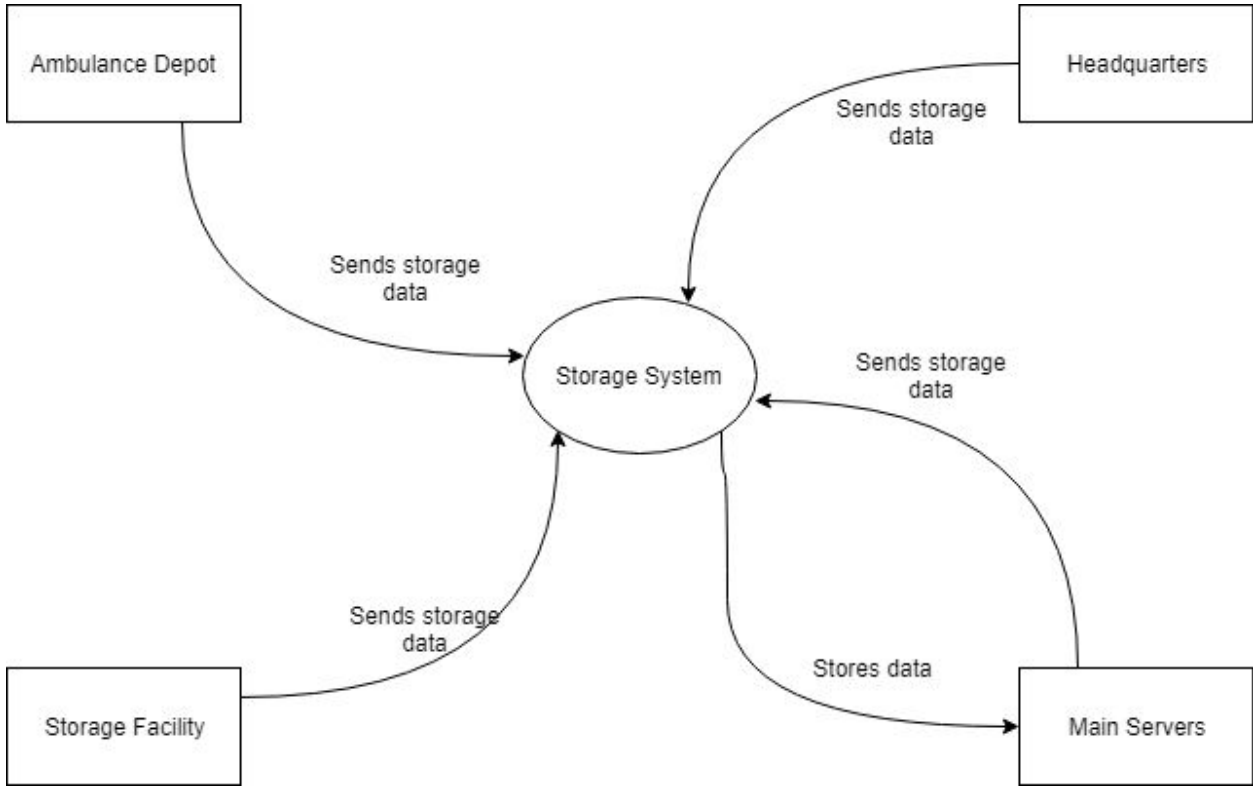 Ambulance Depot
Headquarters
Sends storage
data
Sends storage
data
Storage System
Sends storage
data
Sends storage
data
Stores data
Storage Facility
Main Servers